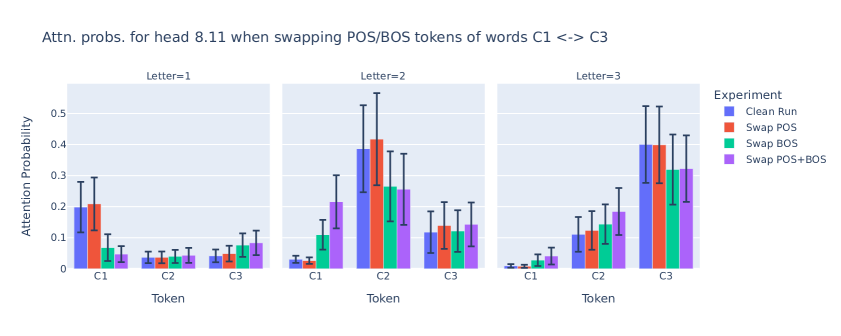 Attn. probs. for head 8.11 when swapping POS/BOS tokens of words C1 <-> C3
Letter=1
Letter=2
Letter=3
Experiment
Clean Run
Swap POS
Swap BOS
Swap POS+BOS
Attention Probability
0.5
0.4
0.3
0.2
0.1
0
C1 C2 C3
C1 C2 C3
C1 C2 C3
Token
Token
Token